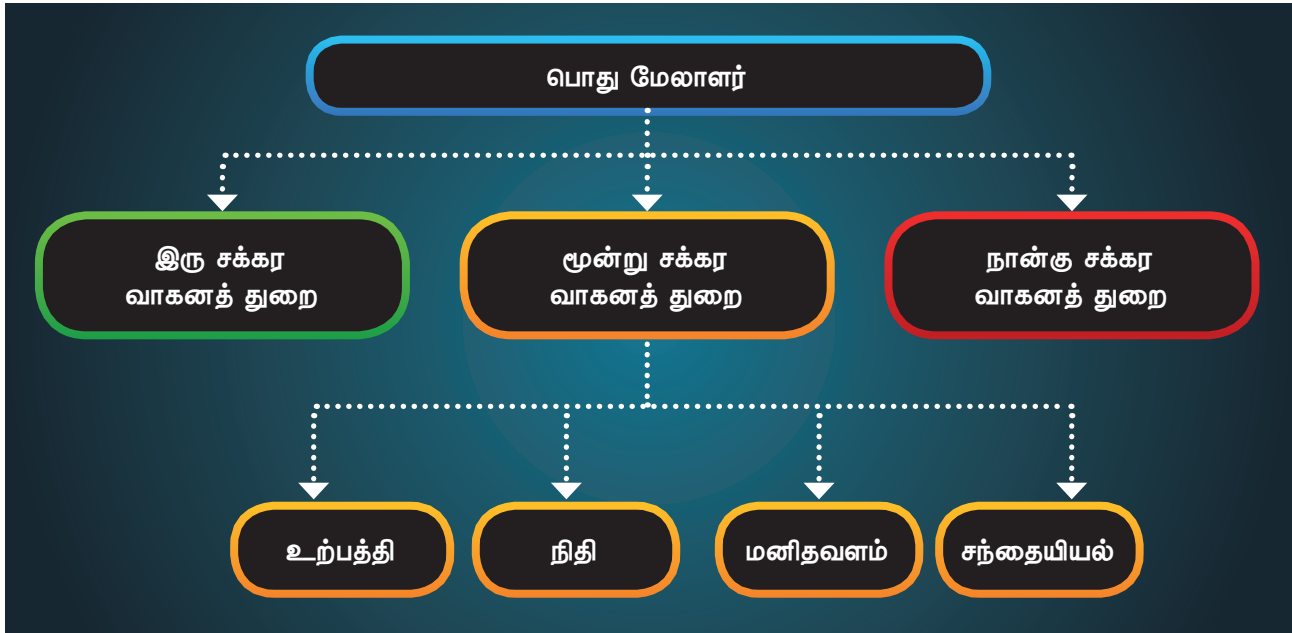 பொது மேலாளர்
இரு சக்கர
வாகனத் துறை
மூன்று சக்கர
வாகனத் துறை
நான்கு சக்கர
வாகனத் துறை
உற்பத்தி
நிதி
மனிதவளம்
சந்தையியல்